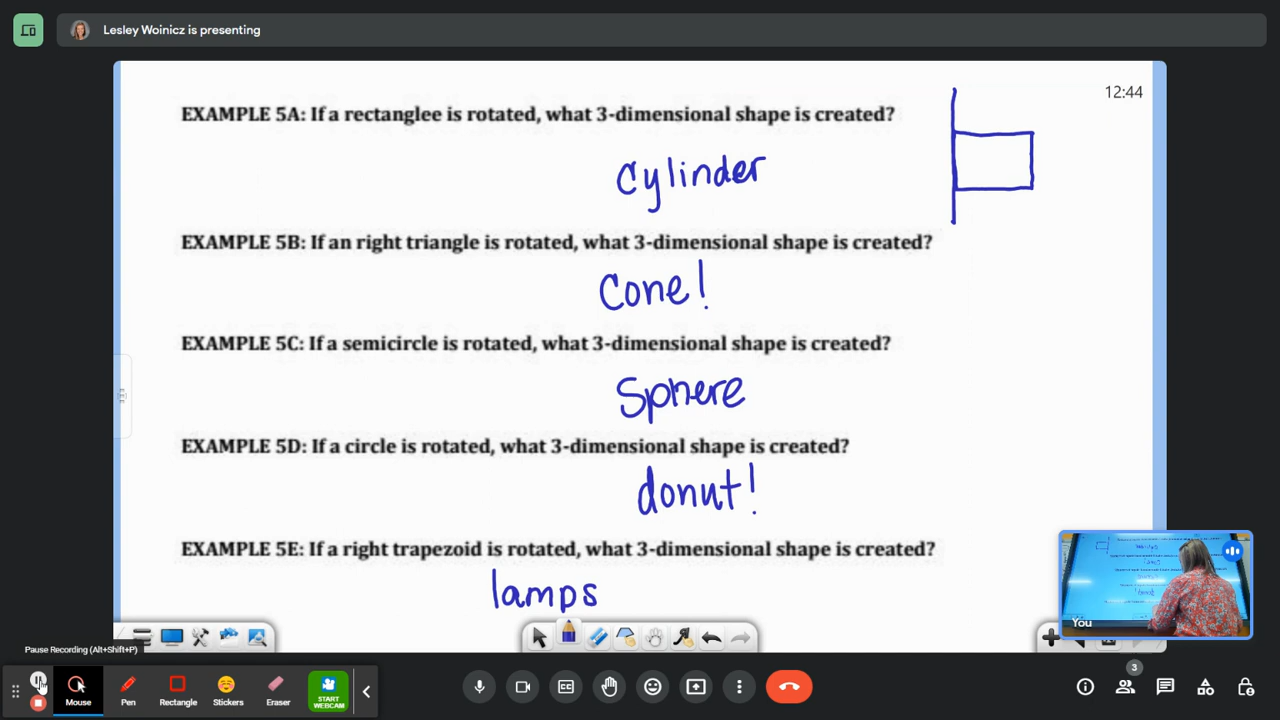 Lesley Woinicz is presenting
12:44
EXAMPLE 5A: If a rectanglee is rotated, what 3-dimensional shape is created?
Cylinder
EXAMPLE 5B: If an right triangle is rotated, what 3-dimensional shape is created?
Cone!
EXAMPLE 5C: If a semicircle is rotated, what 3-dimensional shape is created?
Sphere
EXAMPLE 5D: If a circle is rotated, what 3-dimensional shape is created?
donut!
EXAMPLE 5E: If a right trapezoid is rotated, what 3-dimensional shape is created?
lamps
You
Pause Recording (Alt+Shift+P)
3
Mouse
Pen
Rectangle
Stickers
Eraser
START
WEBCAM